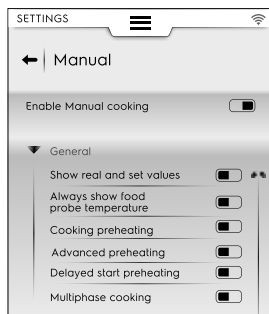 SETTINGS
Manual
Enable Manual cooking
General
Show real and set values
Always show food
probe temperature
Cooking preheating
Advanced preheating
Delayed start preheating
Multiphase cooking